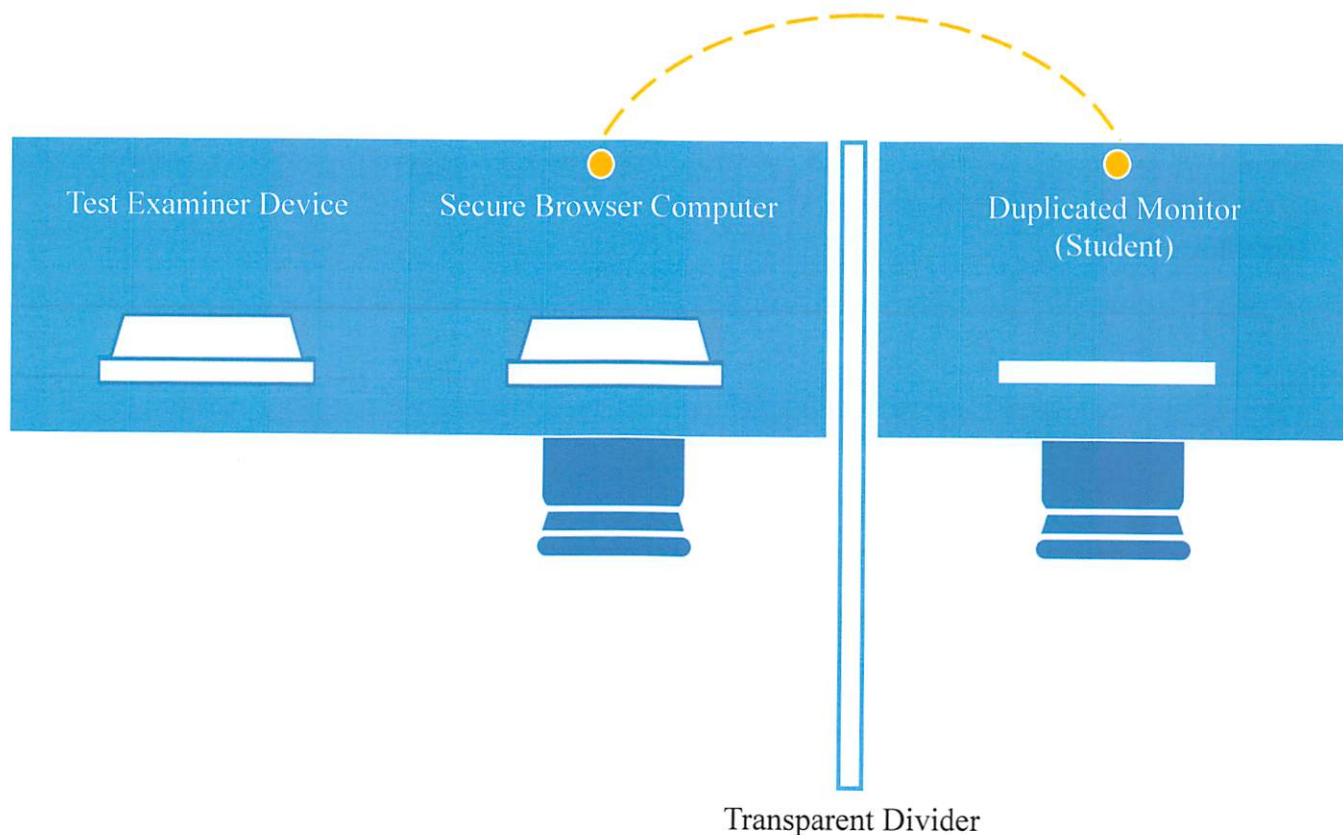 Test Examiner Device
Secure Browser Computer
Duplicated Monitor
(Student)
Transparent Divider